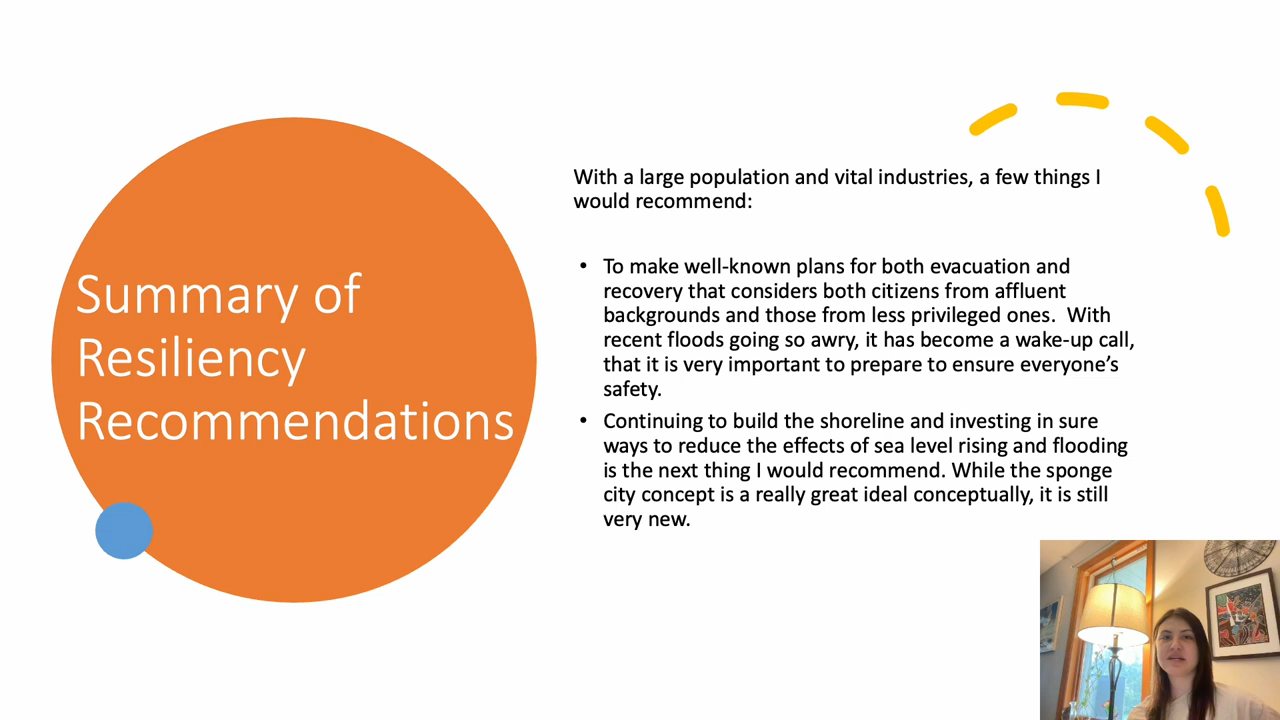 Summary of
Resiliency
Recommendations
With a large population and vital industries, a few things I
would recommend:
• To make well-known plans for both evacuation and
recovery that considers both citizens from affluent
backgrounds and those from less privileged ones.  With
recent floods going so awry, it has become a wake-up call,
that it is very important to prepare to ensure everyone’s
safety.
• Continuing to build the shoreline and investing in sure
ways to reduce the effects of sea level rising and flooding
is the next thing I would recommend. While the sponge
city concept is a really great ideal conceptually, it is still
very new.